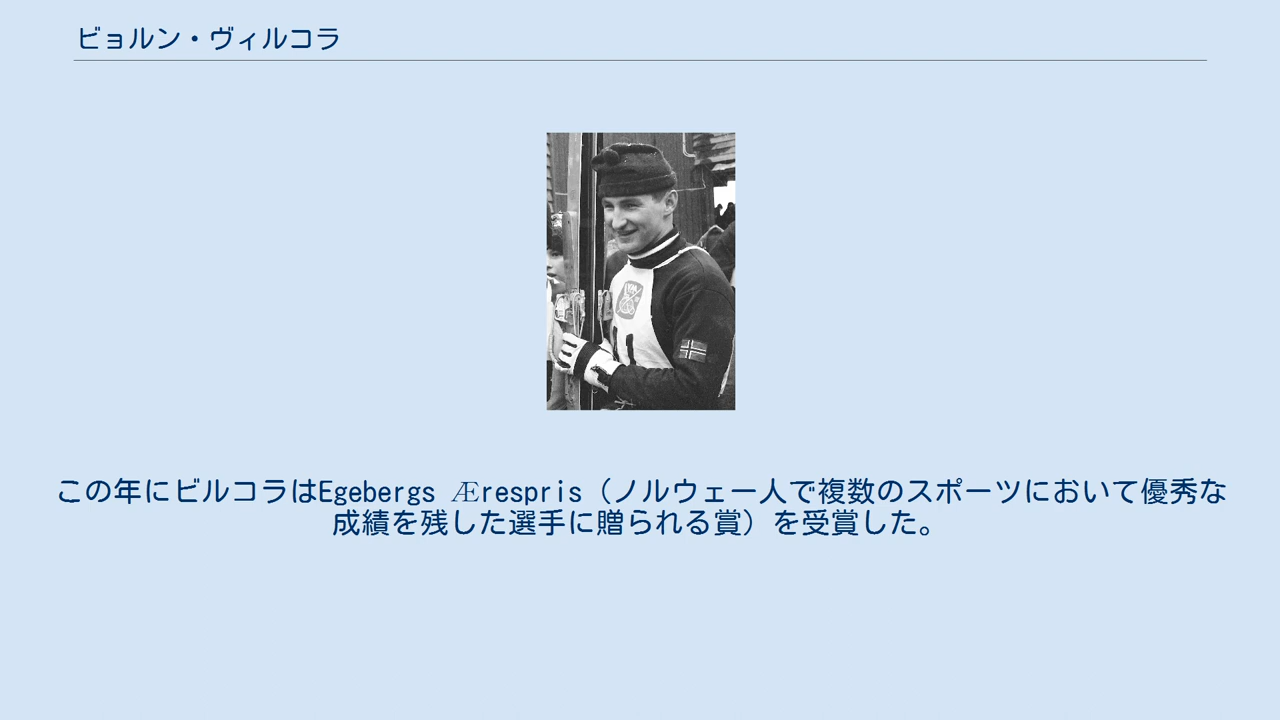 ビョルン・ヴィルコラ
この年にビルコラはEgebergs Ærespris（ノルウェー人で複数のスポーツにおいて優秀な
成績を残した選手に贈られる賞）を受賞した。